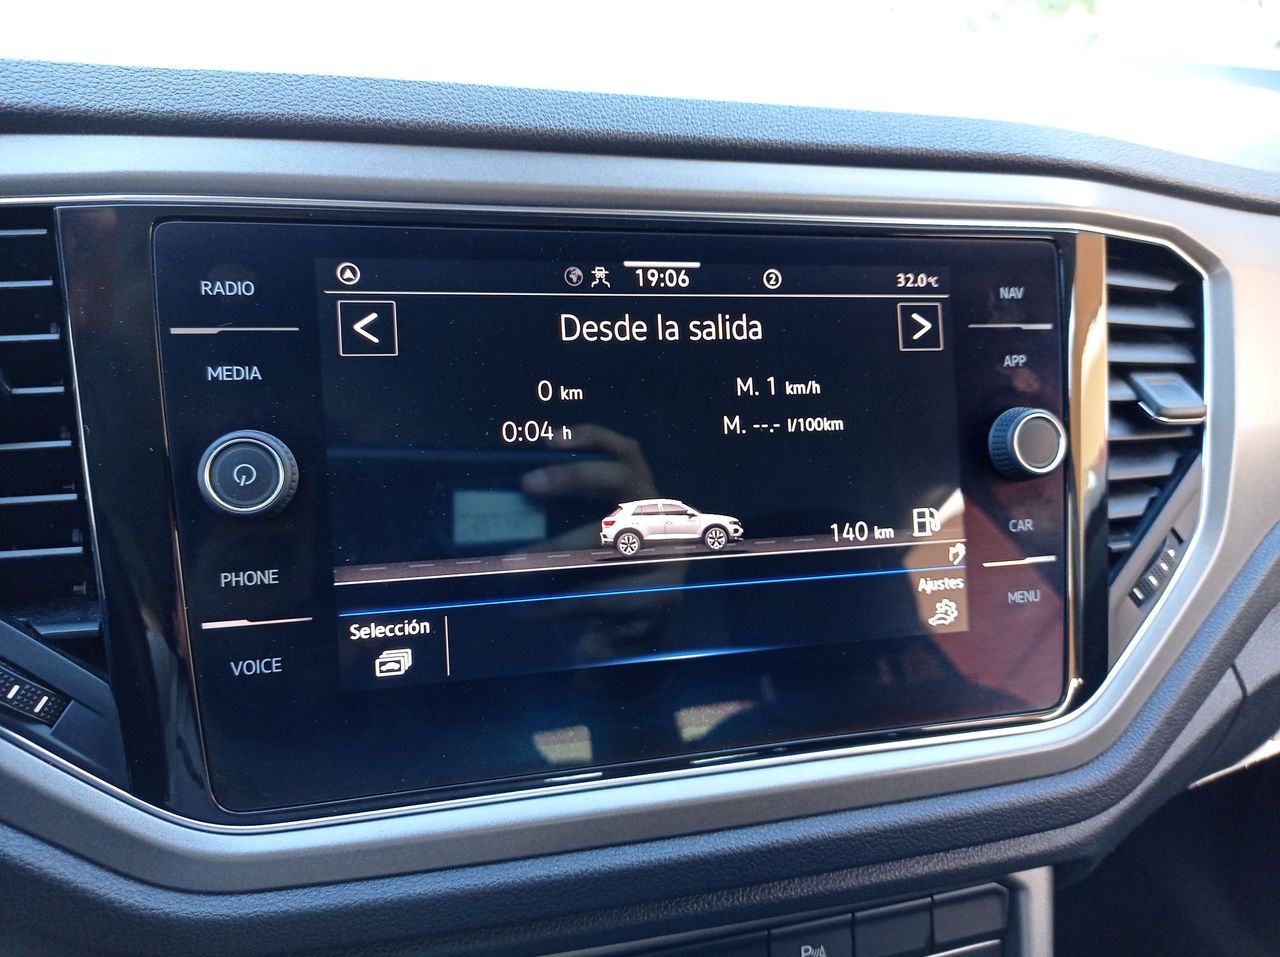 RADIO
MEDIA
PHONE
VOICE
19:06
2
32.0°C
<
Desde la salida
>
0 km
M. 1 km/h
0:04 h
M. --.- l/100km
140 km
Selección
Ajustes
NAV
APP
CAR
MENU
P